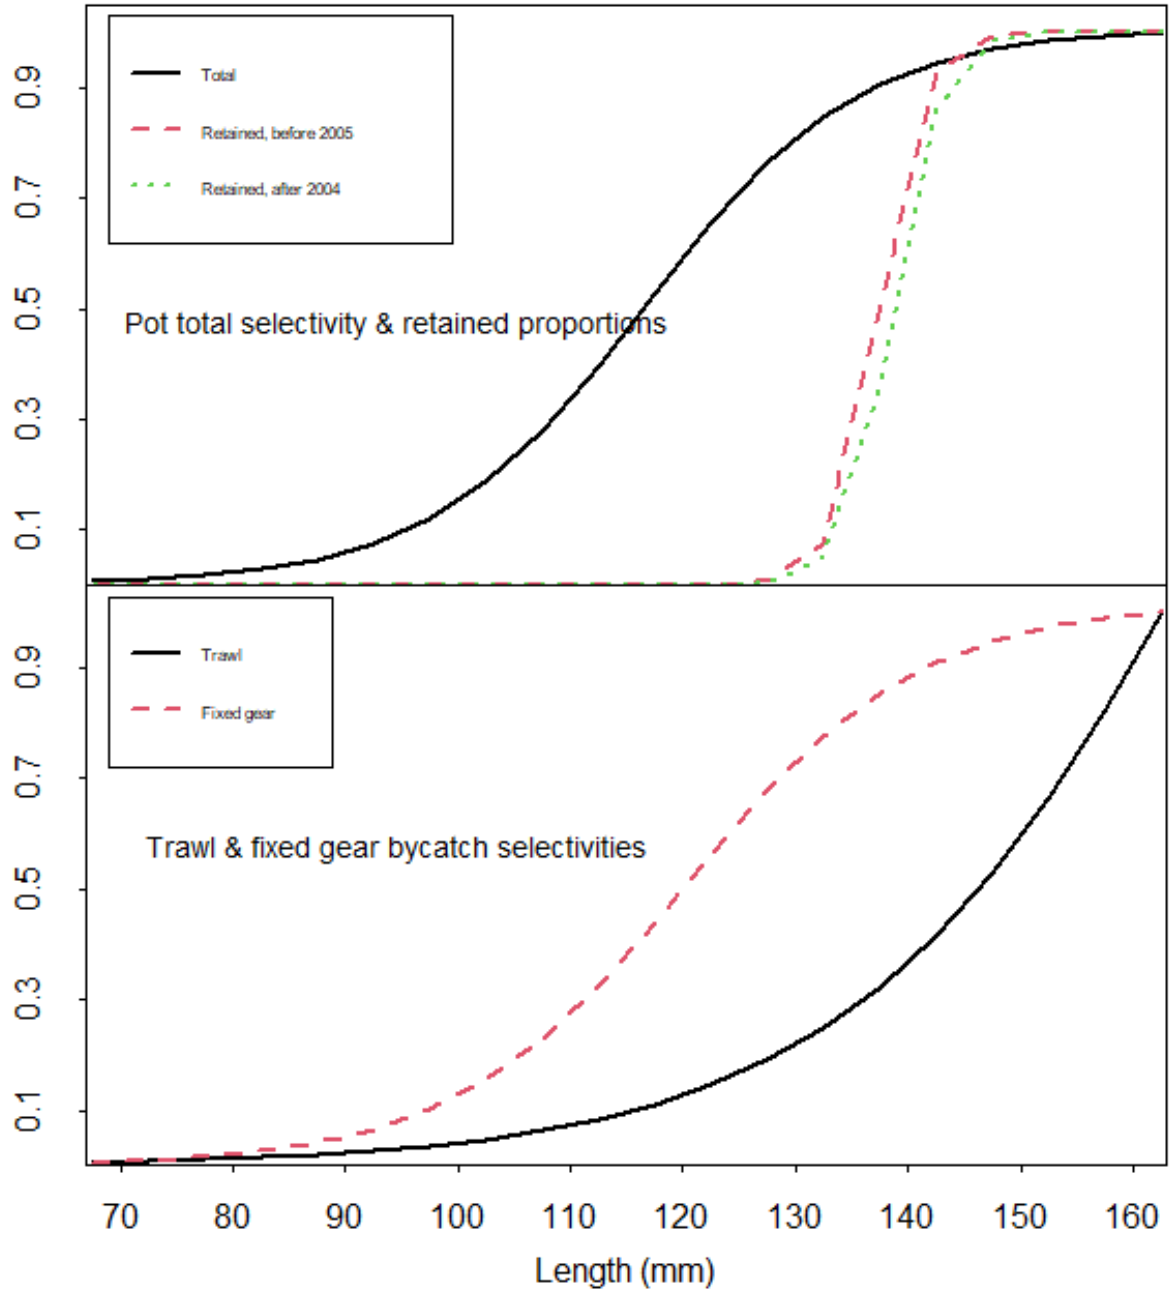 Total
Retained, before 2005
Retained, after 2004
0.9
0.7
0.5
0.3
0.1
Pot total selectivity & retained proportions
Trawl
Fixed gear
0.9
0.7
0.5
0.3
0.1
Trawl & fixed gear bycatch selectivities
70 80 90 100 110 120 130 140 150 160
Length (mm)